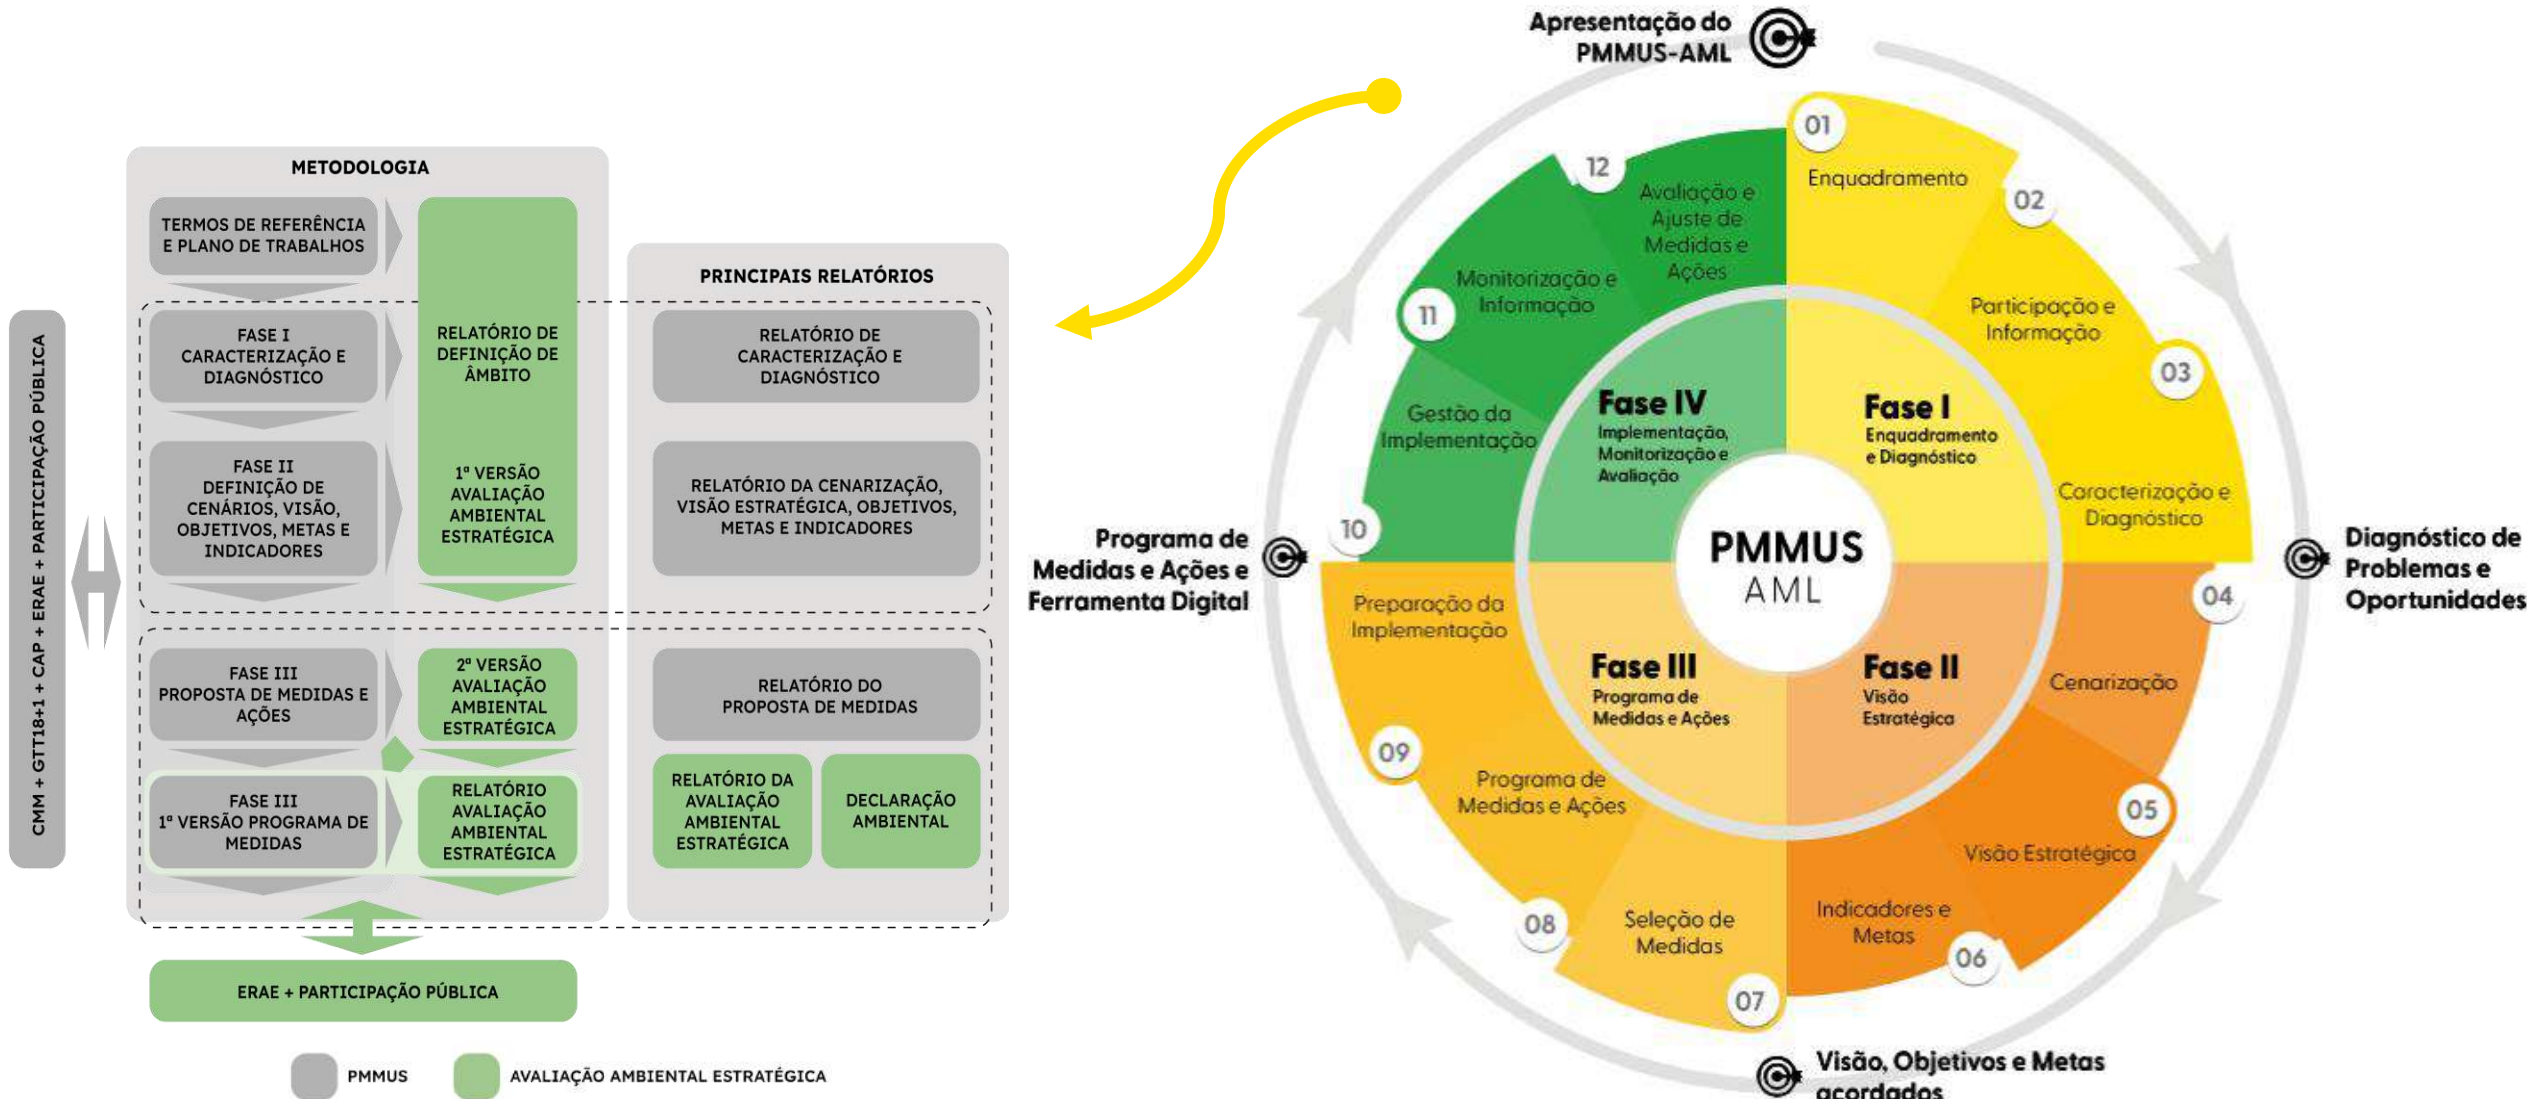 METODOLOGIA
TERMOS DE REFERÊNCIA
E PLANO DE TRABALHOS
FASE I
CARACTERIZAÇÃO E
DIAGNÓSTICO
FASE II
DEFINIÇÃO DE
CENÁRIOS, VISÃO,
OBJETIVOS, METAS E
INDICADORES
FASE III
PROPOSTA DE MEDIDAS E
AÇÕES
FASE III
1ª VERSÃO PROGRAMA DE
MEDIDAS
RELATÓRIO DE
DEFINIÇÃO DE
ÂMBITO
1ª VERSÃO
AVALIAÇÃO
AMBIENTAL
ESTRATÉGICA
2ª VERSÃO
AVALIAÇÃO
AMBIENTAL
ESTRATÉGICA
RELATÓRIO
AVALIAÇÃO
AMBIENTAL
ESTRATÉGICA
PRINCIPAIS RELATÓRIOS
RELATÓRIO DE
CARACTERIZAÇÃO E
DIAGNÓSTICO
RELATÓRIO DA CENARIZAÇÃO,
VISÃO ESTRATÉGICA, OBJETIVOS,
METAS E INDICADORES
RELATÓRIO DO
PROPOSTA DE MEDIDAS
RELATÓRIO DA
AVALIAÇÃO
AMBIENTAL
ESTRATÉGICA
DECLARAÇÃO
AMBIENTAL
CMM + GTT18+1 + CAP + ERAE + PARTICIPAÇÃO PÚBLICA
ERAE + PARTICIPAÇÃO PÚBLICA
PMMUS
AVALIAÇÃO AMBIENTAL ESTRATÉGICA
Apresentação do
PMMUS-AML
01
Enquadramento
02
Participação e
Informação
03
Caracterização e
Diagnóstico
Diagnóstico de
Problemas e
Oportunidades
04
Cenarização
05
Visão Estratégica
06
Indicadores e
Metas
Visão, Objetivos e Metas
acordados
07
Seleção de
Medidas
08
Programa de
Medidas e Ações
09
Preparação da
Implementação
Programa de
Medidas e Ações e
Ferramenta Digital
10
Gestão da
Implementação
11
Monitorização e
Informação
12
Avaliação e
Ajuste de
Medidas e
Ações
Fase I
Enquadramento
e Diagnóstico
Fase II
Visão
Estratégica
Fase III
Programa de
Medidas e Ações
Fase IV
Implementação,
Monitorização e
Avaliação
PMMUS
AML